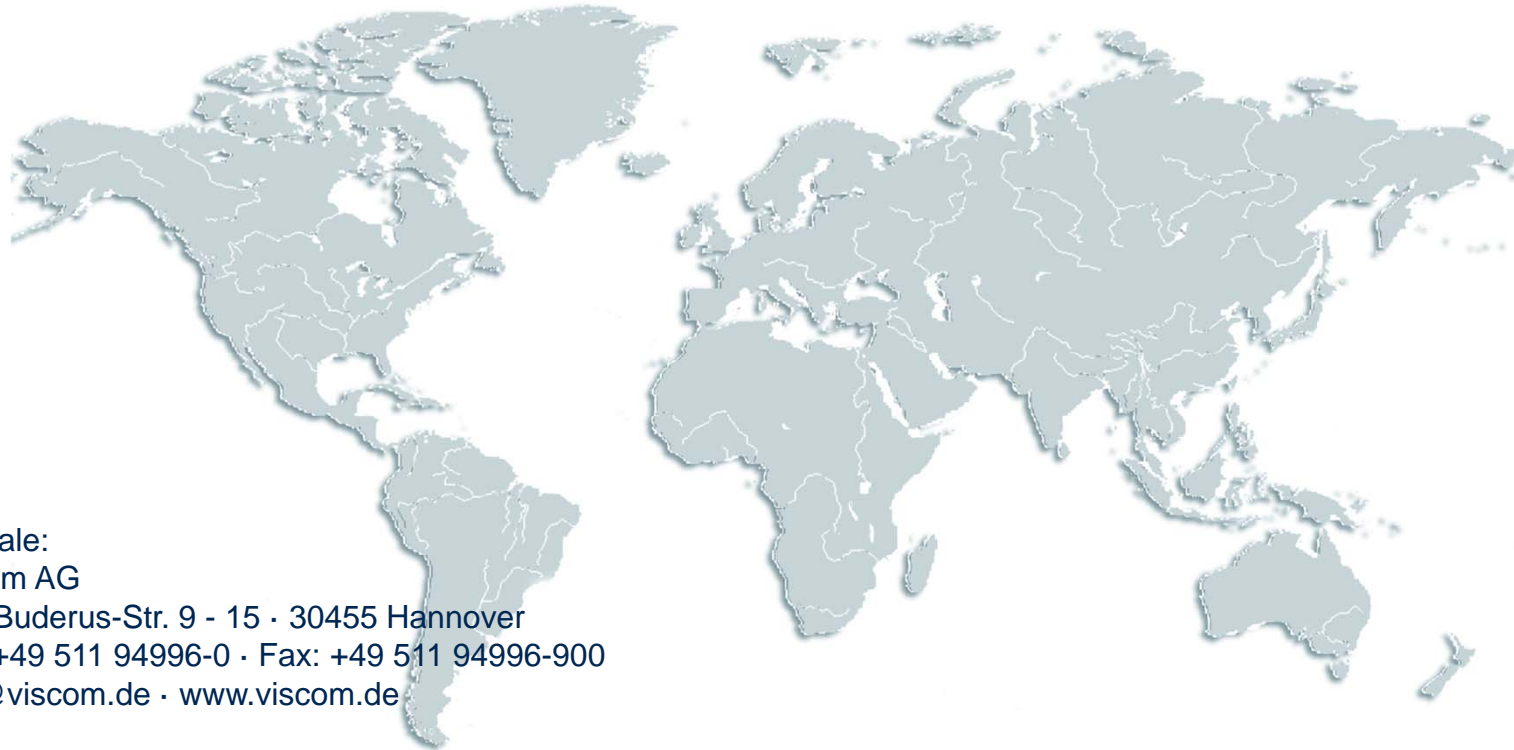 ale:
m AG
Buderus-Str. 9 - 15 · 30455 Hannover
+49 511 94996-0 · Fax: +49 511 94996-900
@viscom.de · www.viscom.de